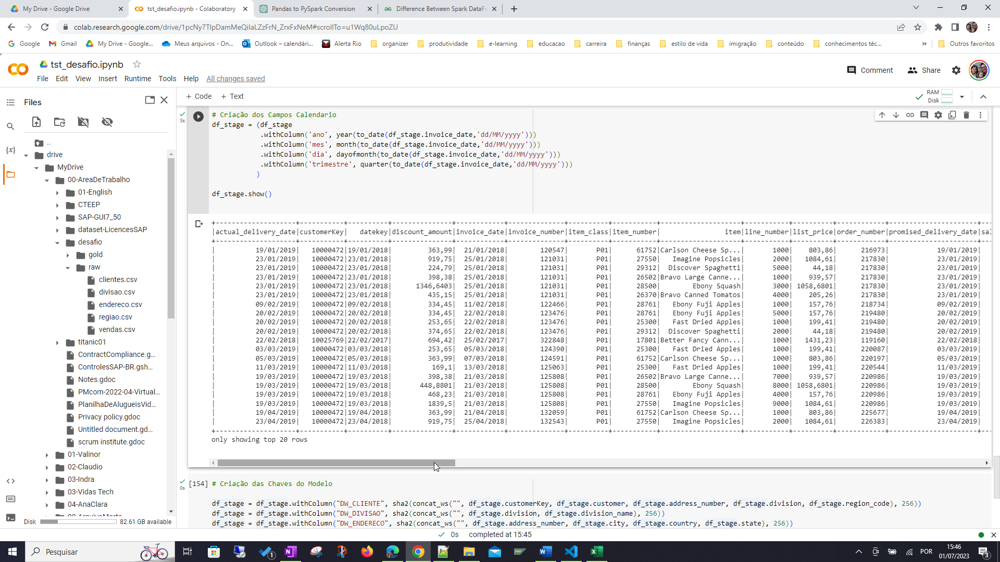 My Drive - Google Drive
tst_desafio.ipynb - Colaboratory
Pandas to PySpark Conversion
Difference Between Spark DataFr
colab.research.google.com/drive/1pcNy7TIpDamMeQiIaLZzFrN_ZrxFxNeM#scrollTo=u1Wq80uLpoZU
Google
Gmail
My Drive - Google...
Meus arquivos - On...
Outlook – calendári...
Alerta Rio
organizer
produtividade
e-learning
educacao
carreira
finanças
estilo de vida
imigração
conteúdo
conhecimentos téc...
»
Outros favoritos
tst_desafio.ipynb
File Edit View Insert Runtime Tools Help All changes saved
Comment
Share
Files
+ Code + Text
RAM
Disk
{x}
..
drive
MyDrive
00-AreaDeTrabalho
01-English
CTEEP
SAP-GUI7_50
dataset-LicencesSAP
desafio
gold
raw
clientes.csv
divisao.csv
endereco.csv
regiao.csv
vendas.csv
titanic01
ContractCompliance.g...
ControlesSAP-BR.gsh...
Notes.gdoc
PMcom-2022-04-Virtual...
PlanilhaDeAlugueisVid...
Privacy policy.gdoc
Untitled document.gd...
scrum institute.gdoc
01-Valinor
02-Claudio
03-Indra
03-Vidas Tech
04-AnaClara
Disk 82.61 GB available
3s
# Criação dos Campos Calendario
df_stage = (df_stage
.withColumn('ano', year(to_date(df_stage.invoice_date,'dd/MM/yyyy')))
.withColumn('mes', month(to_date(df_stage.invoice_date,'dd/MM/yyyy')))
.withColumn('dia', dayofmonth(to_date(df_stage.invoice_date,'dd/MM/yyyy')))
.withColumn('trimestre', quarter(to_date(df_stage.invoice_date,'dd/MM/yyyy')))
)
df_stage.show()
|actual_delivery_date|customerKey| datekey|discount_amount|invoice_date|invoice_number|item_class|item_number| item|line_number|list_price|order_number|promised_delivery_date|sal
| 19/01/2019| 10000472|19/01/2018| 363,99| 21/01/2018| 120547| P01| 61752|Carlson Cheese Sp...| 1000| 803,86| 216973| 19/01/2019|
| 23/01/2019| 10000472|23/01/2018| 919,75| 25/01/2018| 121031| P01| 27550| Imagine Popsicles| 2000| 1084,61| 217830| 23/01/2019|
| 23/01/2019| 10000472|23/01/2018| 224,79| 25/01/2018| 121031| P01| 29312| Discover Spaghetti| 5000| 44,18| 217830| 23/01/2019|
| 23/01/2019| 10000472|23/01/2018| 398,38| 25/01/2018| 121031| P01| 26502|Bravo Large Canne...| 1000| 939,57| 217830| 23/01/2019|
| 23/01/2019| 10000472|23/01/2018| 1346,6403| 25/01/2018| 121031| P01| 28500| Ebony Squash| 3000| 1058,6801| 217830| 23/01/2019|
| 23/01/2019| 10000472|23/01/2018| 435,15| 25/01/2018| 121031| P01| 26370|Bravo Canned Tomatos| 4000| 205,26| 217830| 23/01/2019|
| 09/02/2019| 10000472|09/02/2018| 334,45| 11/02/2018| 122466| P01| 28761| Ebony Fuji Apples| 1000| 157,76| 218734| 09/02/2019|
| 20/02/2019| 10000472|20/02/2018| 334,45| 22/02/2018| 123476| P01| 28761| Ebony Fuji Apples| 5000| 157,76| 219480| 20/02/2019|
| 20/02/2019| 10000472|20/02/2018| 253,65| 22/02/2018| 123476| P01| 25300| Fast Dried Apples| 1000| 199,41| 219480| 20/02/2019|
| 20/02/2019| 10000472|20/02/2018| 374,65| 22/02/2018| 123476| P01| 29312| Discover Spaghetti| 2000| 44,18| 219480| 20/02/2019|
| 22/02/2018| 10025769|22/02/2017| 694,42| 25/02/2017| 322848| P01| 17801|Better Fancy Cann...| 1000| 1431,23| 119160| 22/02/2018|
| 03/03/2019| 10000472|03/03/2018| 253,65| 05/03/2018| 124390| P01| 25300| Fast Dried Apples| 1000| 199,41| 220087| 03/03/2019|
| 05/03/2019| 10000472|05/03/2018| 363,99| 07/03/2018| 124591| P01| 61752|Carlson Cheese Sp...| 1000| 803,86| 220197| 05/03/2019|
| 11/03/2019| 10000472|11/03/2018| 169,1| 13/03/2018| 125063| P01| 25300| Fast Dried Apples| 1000| 199,41| 220544| 11/03/2019|
| 19/03/2019| 10000472|19/03/2018| 398,38| 21/03/2018| 125808| P01| 26502|Bravo Large Canne...| 7000| 939,57| 220986| 19/03/2019|
| 19/03/2019| 10000472|19/03/2018| 448,8801| 21/03/2018| 125808| P01| 28500| Ebony Squash| 8000| 1058,6801| 220986| 19/03/2019|
| 19/03/2019| 10000472|19/03/2018| 468,23| 21/03/2018| 125808| P01| 28761| Ebony Fuji Apples| 4000| 157,76| 220986| 19/03/2019|
| 19/03/2019| 10000472|19/03/2018| 1839,5| 21/03/2018| 125808| P01| 27550| Imagine Popsicles| 9000| 1084,61| 220986| 19/03/2019|
| 19/04/2019| 10000472|19/04/2018| 363,99| 21/04/2018| 132059| P01| 61752|Carlson Cheese Sp...| 1000| 803,86| 225677| 19/04/2019|
| 23/04/2019| 10000472|23/04/2018| 919,75| 25/04/2018| 132543| P01| 27550| Imagine Popsicles| 2000| 1084,61| 226383| 23/04/2019|
only showing top 20 rows
0s
[154] # Criação das Chaves do Modelo
df_stage = df_stage.withColumn("DW_CLIENTE", sha2(concat_ws("", df_stage.customerKey, df_stage.customer, df_stage.address_number, df_stage.division, df_stage.region_code), 256))
df_stage = df_stage.withColumn("DW_DIVISAO", sha2(concat_ws("", df_stage.division, df_stage.division_name), 256))
df_stage = df_stage.withColumn("DW_ENDERECO", sha2(concat_ws("", df_stage.address_number, df_stage.city, df_stage.country, df_stage.state), 256))
0s completed at 15:45
Pesquisar
1
POR
15:46
01/07/2023
3